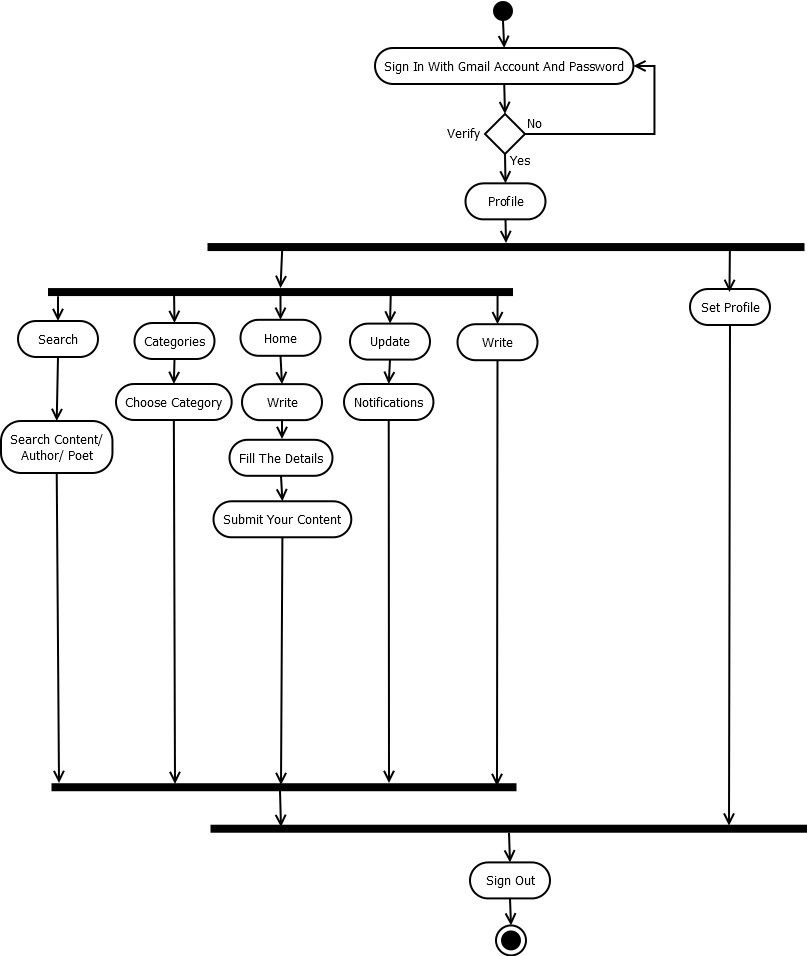 Sign In With Gmail Account And Password
No
Verify
Yes
Profile
Set Profile
Search
Categories
Home
Update
Write
Choose Category
Write
Notifications
Search Content/
Author/ Poet
Fill The Details
Submit Your Content
Sign Out